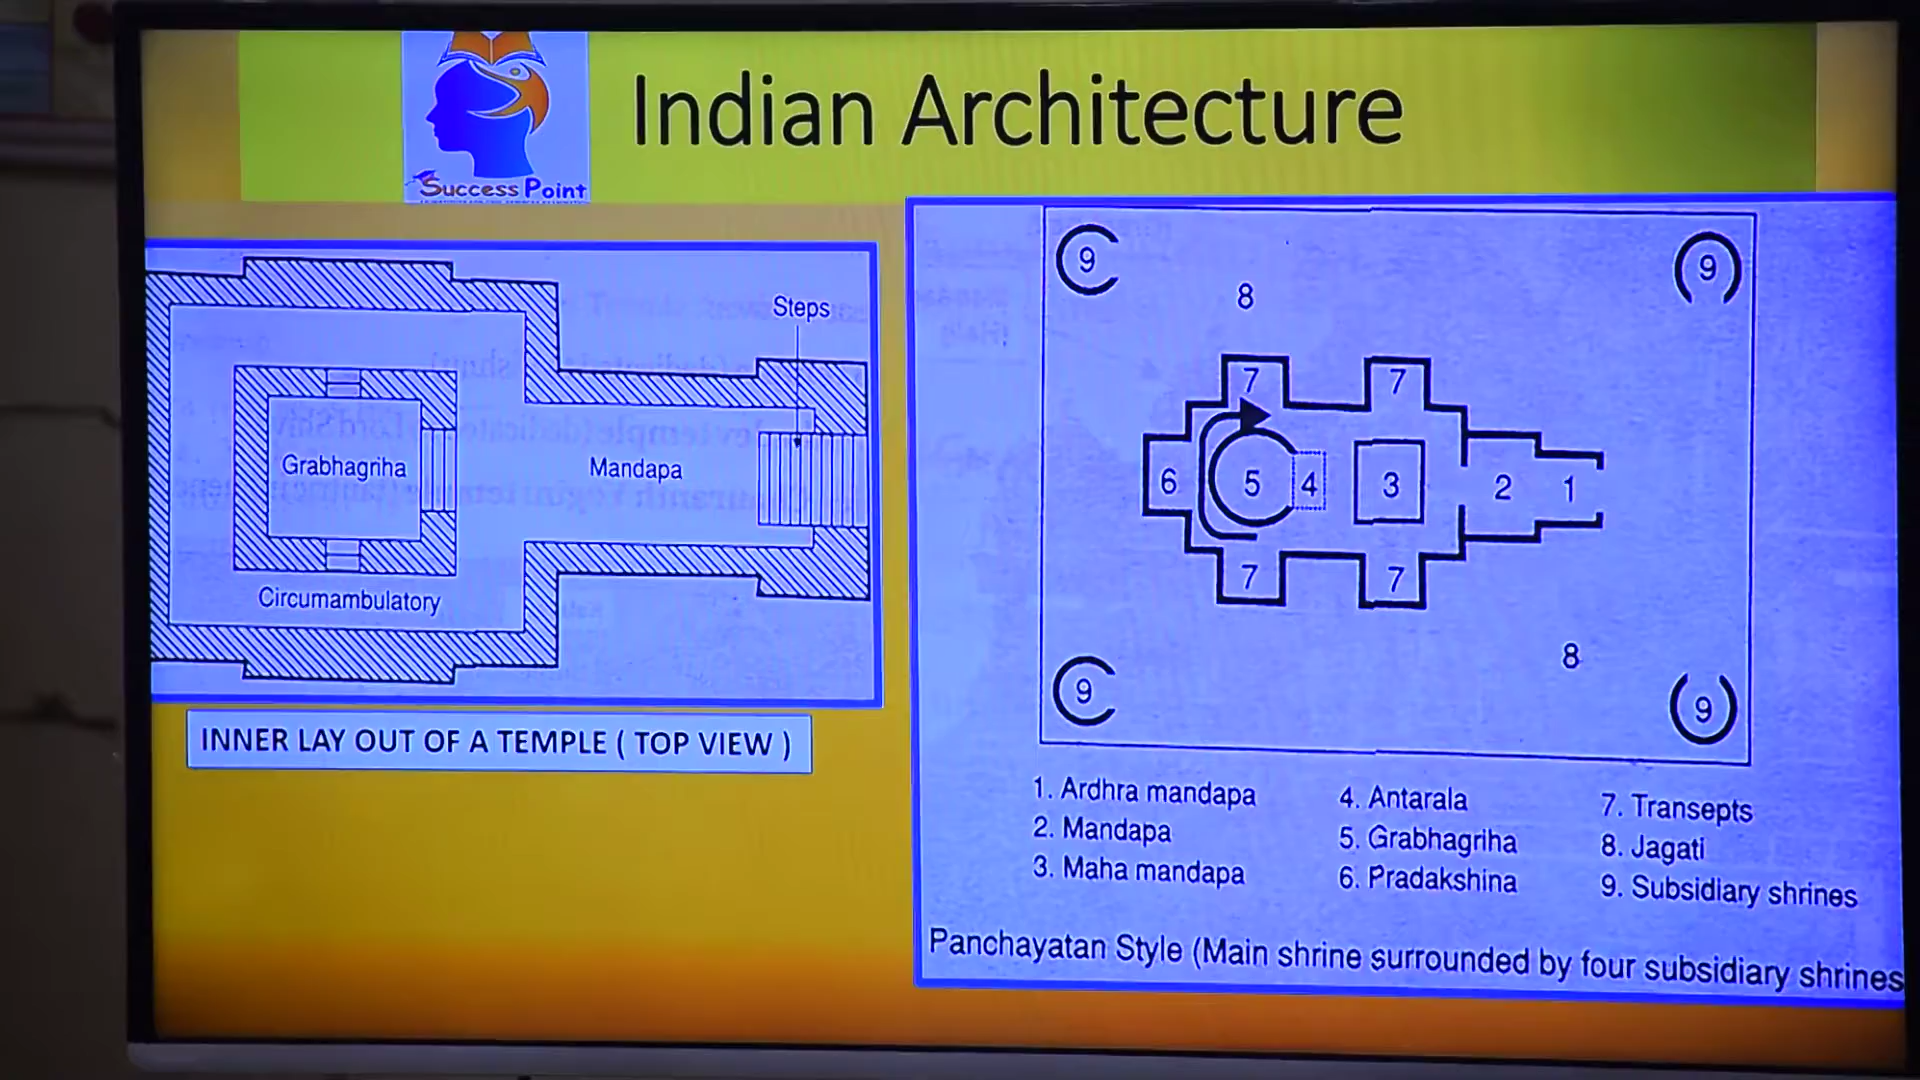 Indian Architecture
Success Point
Steps
Grabhagriha
Mandapa
Circumambulatory
INNER LAY OUT OF A TEMPLE ( TOP VIEW )
9
9
8
7
7
6
5
4
3
2
1
7
7
8
9
9
1. Ardhra mandapa
2. Mandapa
3. Maha mandapa
4. Antarala
5. Grabhagriha
6. Pradakshina
7. Transepts
8. Jagati
9. Subsidiary shrines
Panchayatan Style (Main shrine surrounded by four subsidiary shrines